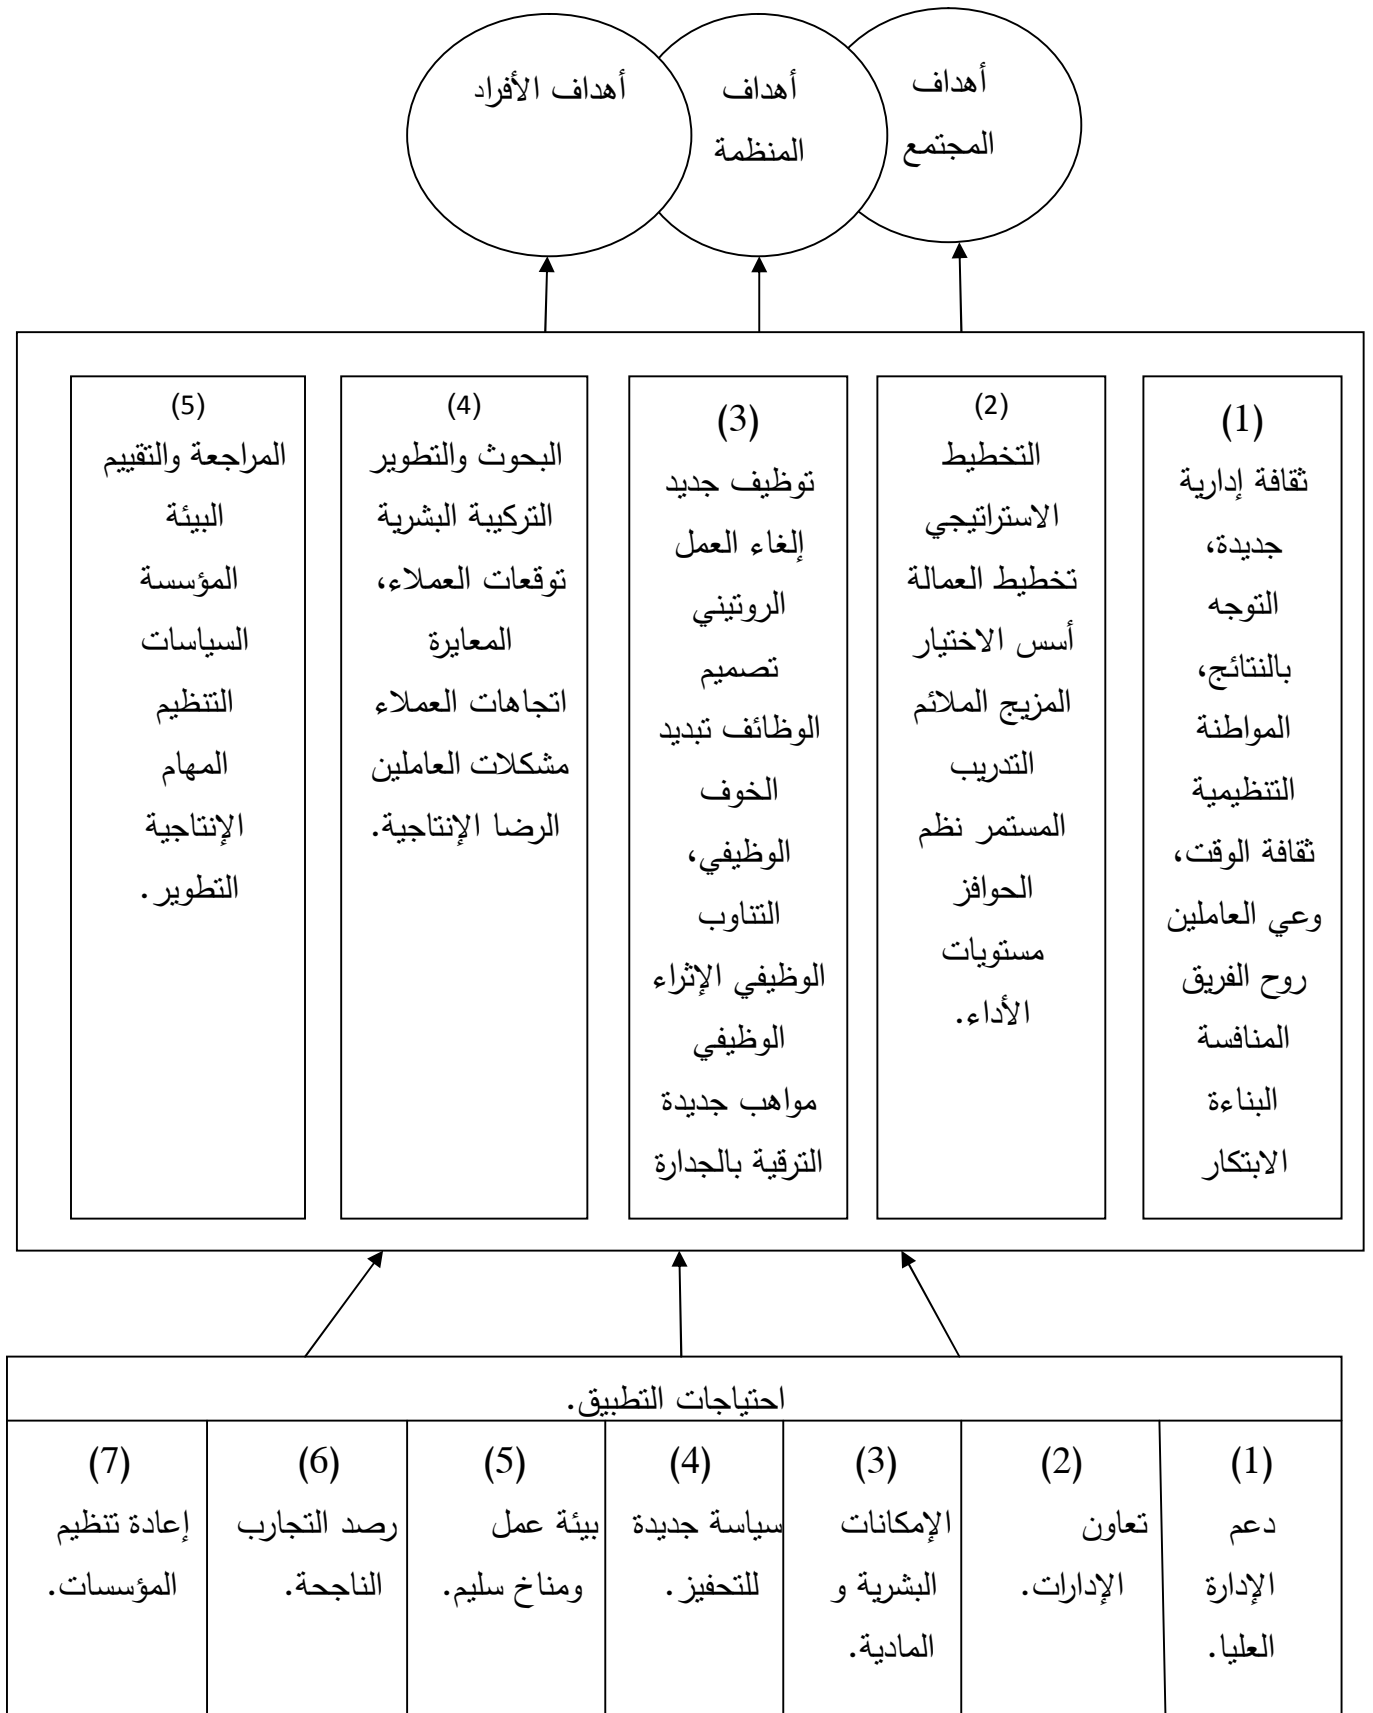 أهداف
المجتمع
أهداف
المنظمة
أهداف الأفراد
(1)
ثقافة إدارية
جديدة،
التوجه
بالنتائج،
المواطنة
التنظيمية
ثقافة الوقت،
وعي العاملين
روح الفريق
المنافسة
البناءة
الابتكار
(2)
التخطيط
الاستراتيجي
تخطيط العمالة
أسس الاختيار
المزيج الملائم
التدريب
المستمر نظم
الحوافز
مستويات
الأداء.
(3)
توظيف جديد
إلغاء العمل
الروتيني
تصميم
الوظائف تبديد
الخوف
الوظيفي،
التناوب
الوظيفي الإثراء
الوظيفي
مواهب جديدة
الترقية بالجدارة
(4)
البحوث والتطوير
التركيبة البشرية
توقعات العملاء،
المعايرة
اتجاهات العملاء
مشكلات العاملين
الرضا الإنتاجية.
(5)
المراجعة والتقييم
البيئة
المؤسسة
السياسات
التنظيم
المهام
الإنتاجية
التطوير.
احتياجات التطبيق.
(1)
دعم
الإدارة
العليا.
(2)
تعاون
الإدارات.
(3)
الإمكانات
البشرية و
المادية.
(4)
سياسة جديدة
للتحفيز.
(5)
بيئة عمل
ومناخ سليم.
(6)
رصد التجارب
الناجحة.
(7)
إعادة تنظيم
المؤسسات.